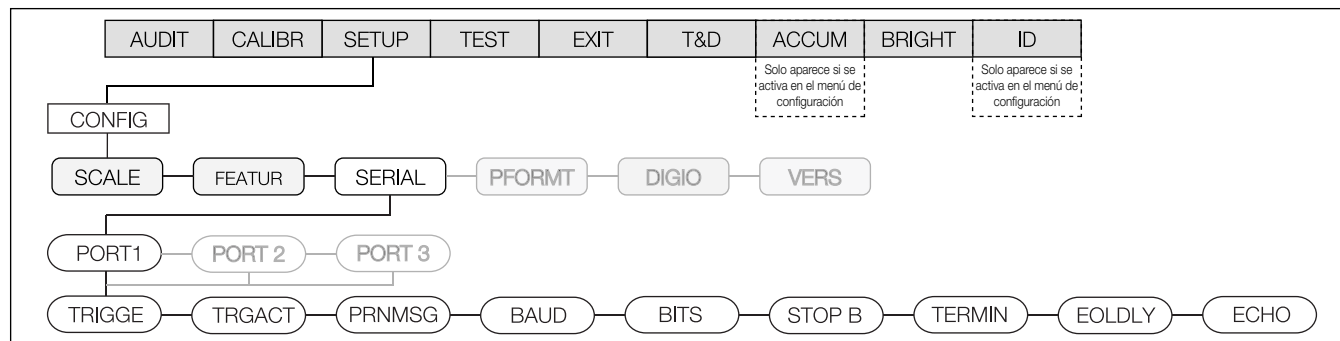 AUDIT CALIBR SETUP TEST EXIT T&D ACCUM BRIGHT ID
Solo aparece si se
activa en el menú de
configuración
Solo aparece si se
activa en el menú de
configuración
CONFIG
SCALE FEATUR SERIAL PFORMT DIGIO VERS
PORT1 PORT 2 PORT 3
TRIGGE TRGACT PRNMSG BAUD BITS STOP B TERMIN EOLDLY ECHO